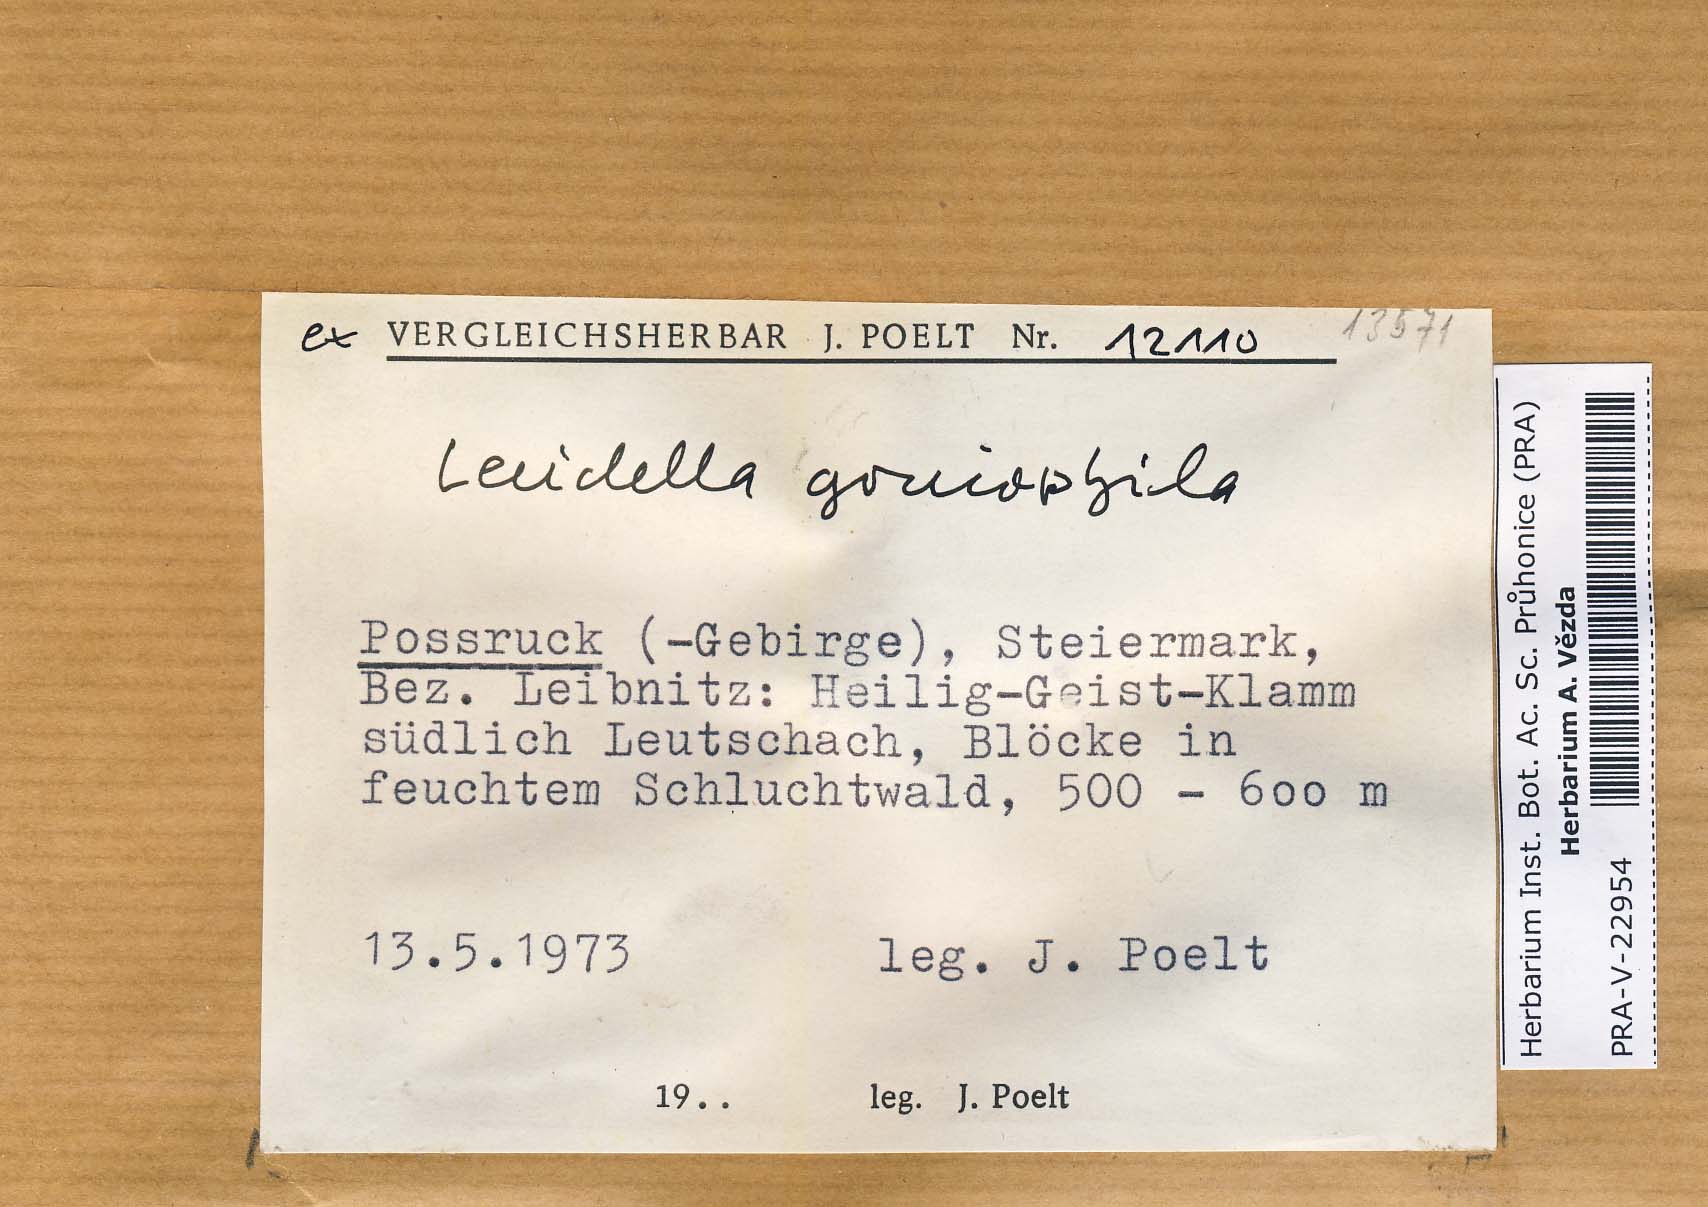 ex VERGLEICHSHERBAR J. POELT Nr. 12110
13571
Lecidella goniophila
Possruck (-Gebirge), Steiermark,
Bez. Leibnitz: Heilig-Geist-Klamm
südlich Leutschach, Blöcke in
feuchtem Schluchtwald, 500 - 6oo m
13.5.1973 leg. J. Poelt
19.. leg. J. Poelt
Herbarium Inst. Bot. Ac. Sc. Průhonice (PRA)
Herbarium A. Vězda
PRA-V-22954